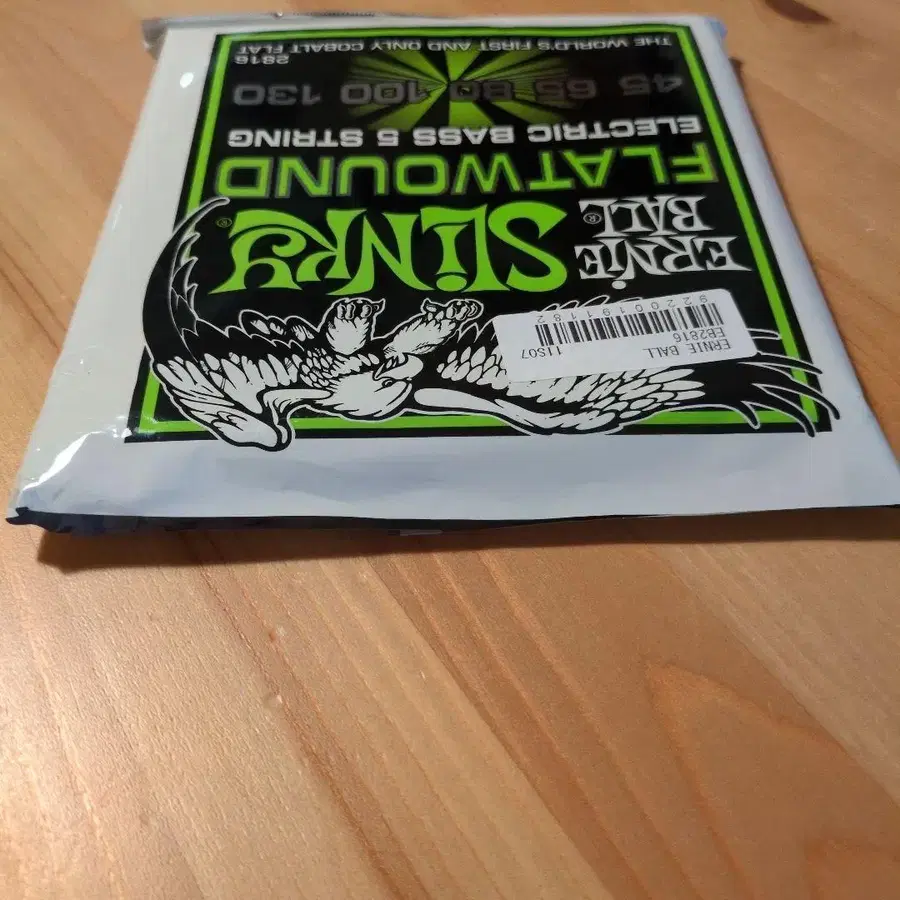 ERNIE BALL 11S07
EB2816
92200191182
ERNIE BALL SLINKY®
FLATWOUND
ELECTRIC BASS 5 STRING
45 65 80 100 130
THE WORLD'S FIRST AND ONLY COBALT FLAT 2816